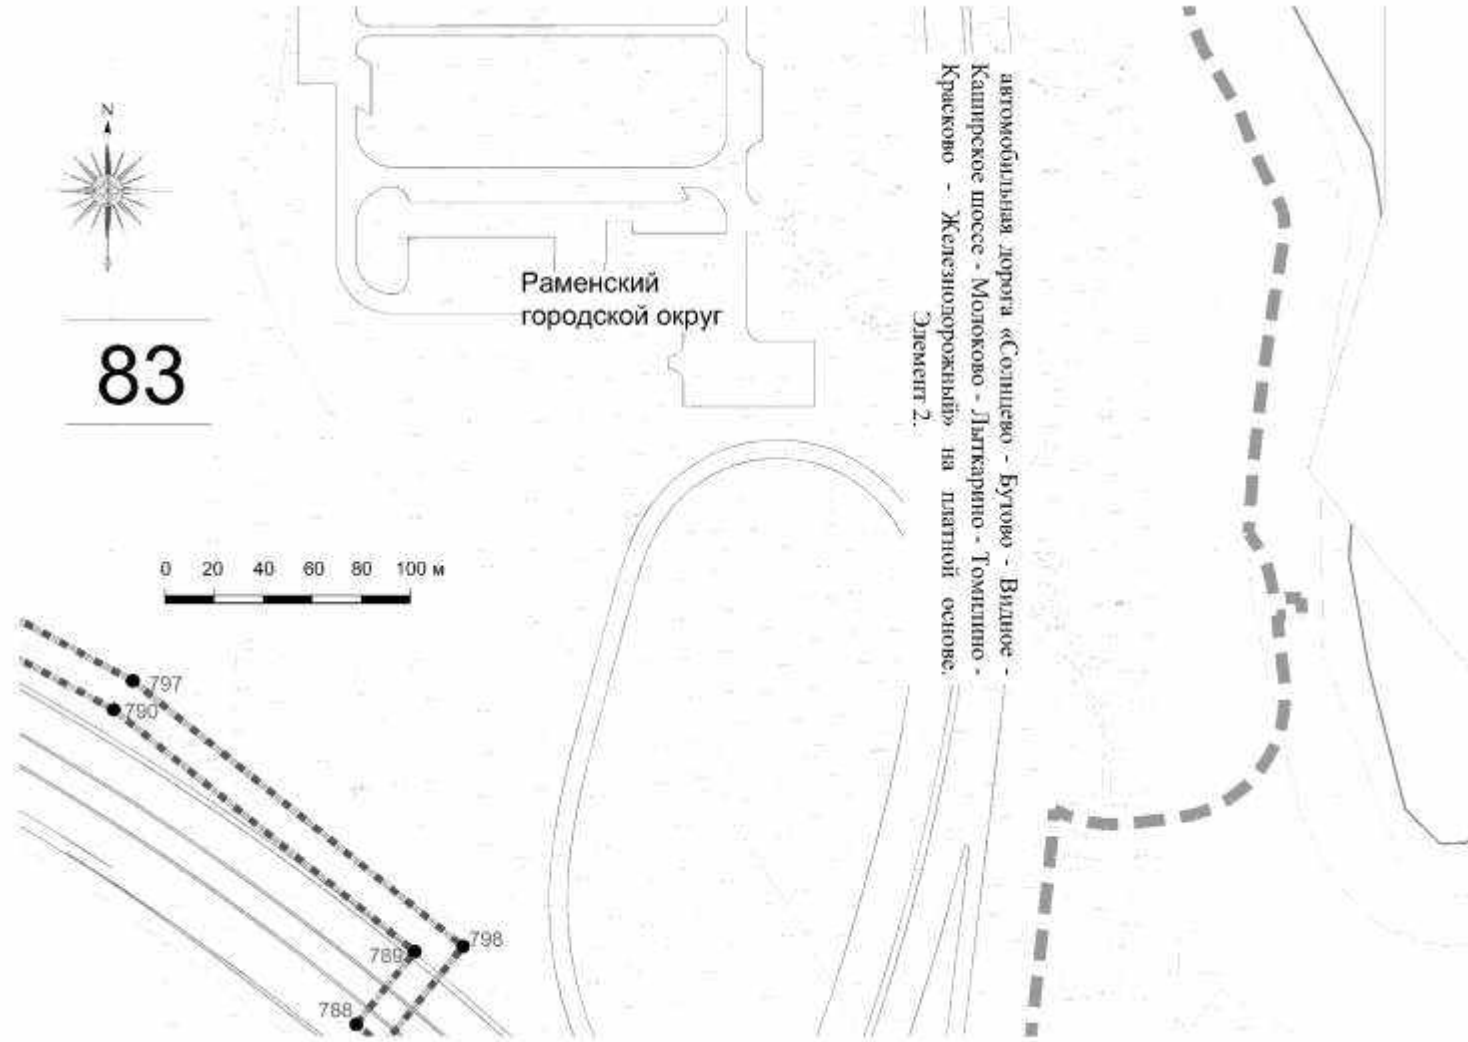 N
83
Раменский
городской округ
автомобильная дорога «Солнцево - Бутово - Видное -
Каширское шоссе - Молоково - Лыткарино - Томилино -
Красково - Железнодорожный» на платной основе.
Элемент 2.
0 20 40 60 80 100 м
797
790
789
798
788